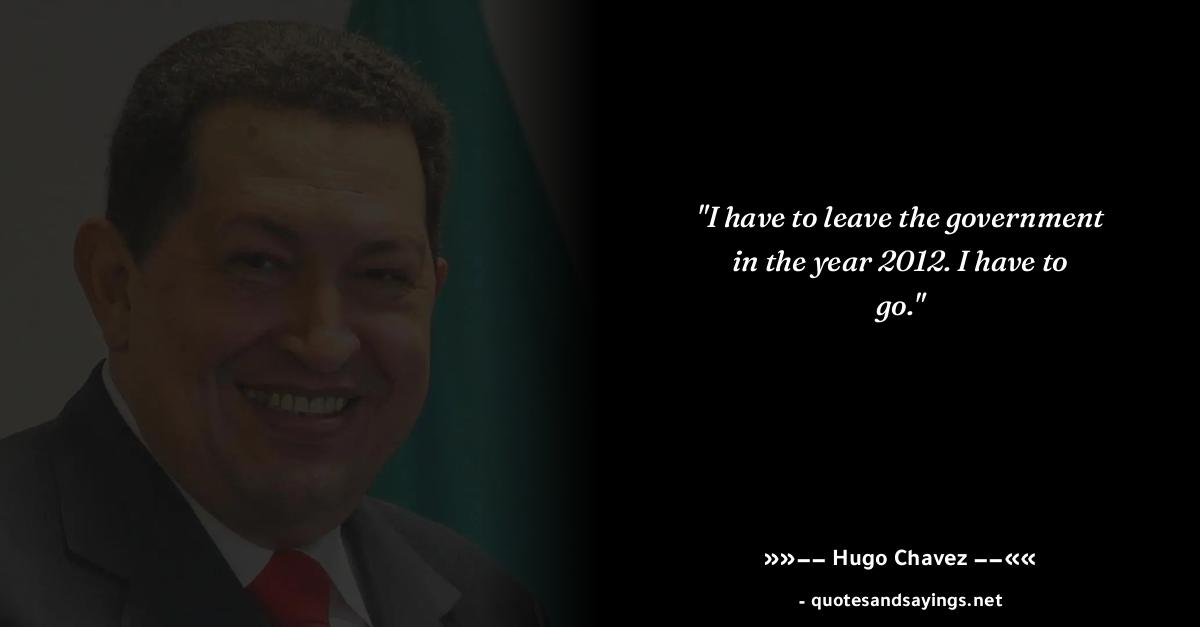 "I have to leave the government
in the year 2012. I have to
go."
»»−− Hugo Chavez −−««
- quotesandsayings.net